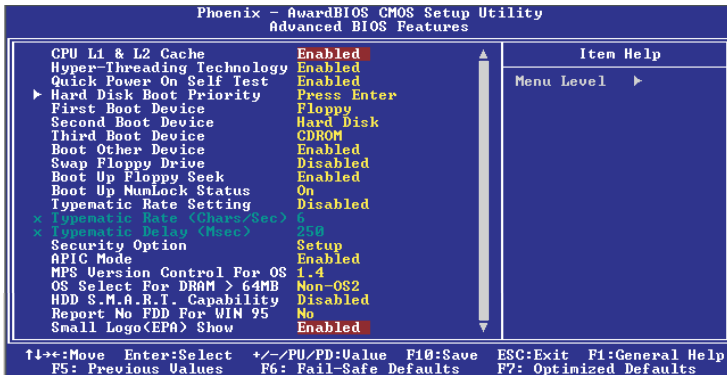 Phoenix - AwardBIOS CMOS Setup Utility
Advanced BIOS Features
CPU L1 & L2 Cache Enabled
Hyper-Threading Technology Enabled
Quick Power On Self Test Enabled
Hard Disk Boot Priority Press Enter
First Boot Device Floppy
Second Boot Device Hard Disk
Third Boot Device CDROM
Boot Other Device Enabled
Swap Floppy Drive Disabled
Boot Up Floppy Seek Enabled
Boot Up NumLock Status On
Typematic Rate Setting Disabled
x Typematic Rate (Chars/Sec) 6
x Typematic Delay (Msec) 250
Security Option Setup
APIC Mode Enabled
MPS Version Control For OS 1.4
OS Select For DRAM > 64MB Non-OS2
HDD S.M.A.R.T. Capability Disabled
Report No FDD For WIN 95 No
Small Logo(EPA) Show Enabled
Item Help
Menu Level ▶
↑↓→←:Move Enter:Select +/-/PU/PD:Value F10:Save ESC:Exit F1:General Help
F5: Previous Values F6: Fail-Safe Defaults F7: Optimized Defaults